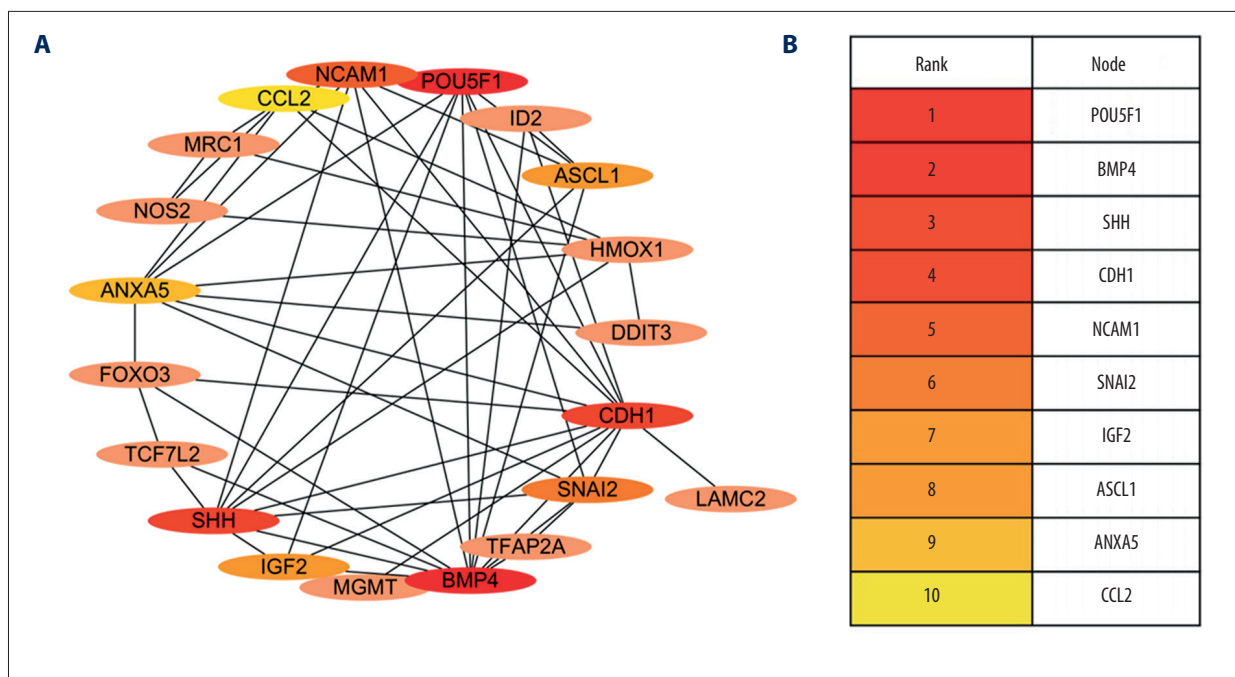 A
NCAM1
POU5F1
CCL2
ID2
MRC1
ASCL1
NOS2
HMOX1
ANXA5
DDIT3
FOXO3
CDH1
TCF7L2
SNAI2
LAMC2
SHH
TFAP2A
IGF2
MGMT
BMP4
B
Rank Node
1 POU5F1
2 BMP4
3 SHH
4 CDH1
5 NCAM1
6 SNAI2
7 IGF2
8 ASCL1
9 ANXA5
10 CCL2